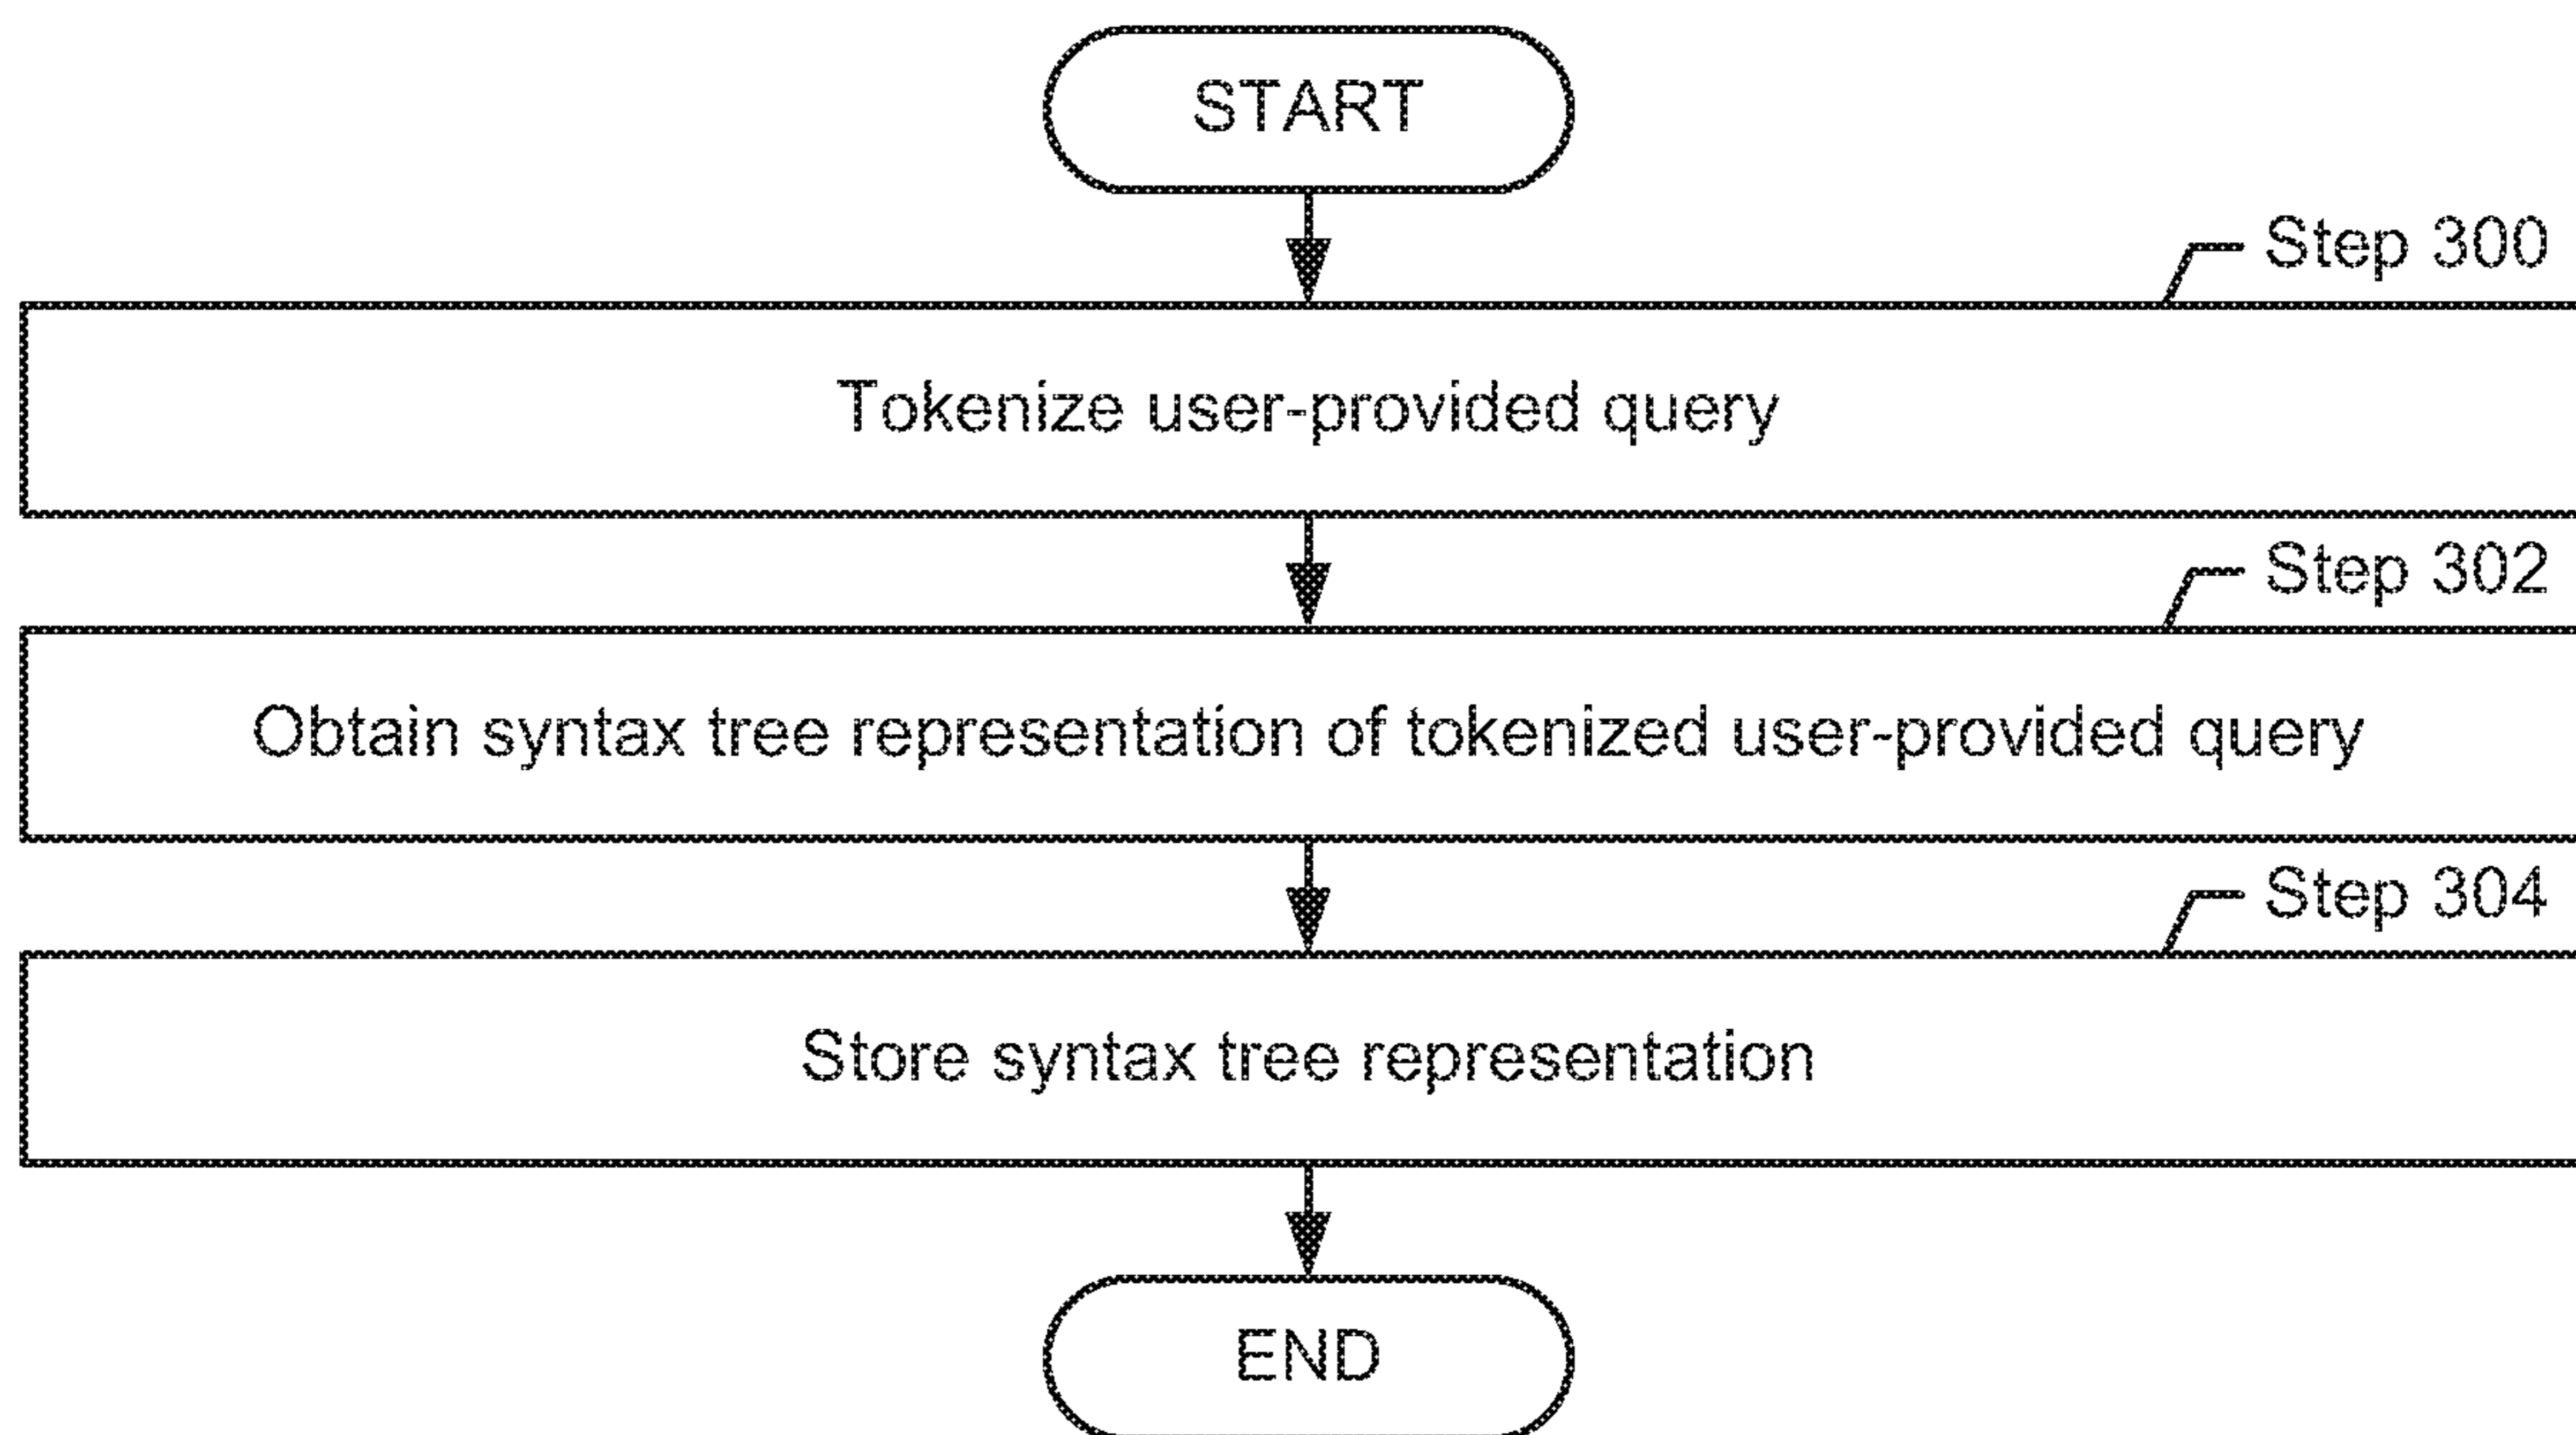 START
Step 300
Tokenize user-provided query
Step 302
Obtain syntax tree representation of tokenized user-provided query
Step 304
Store syntax tree representation
END